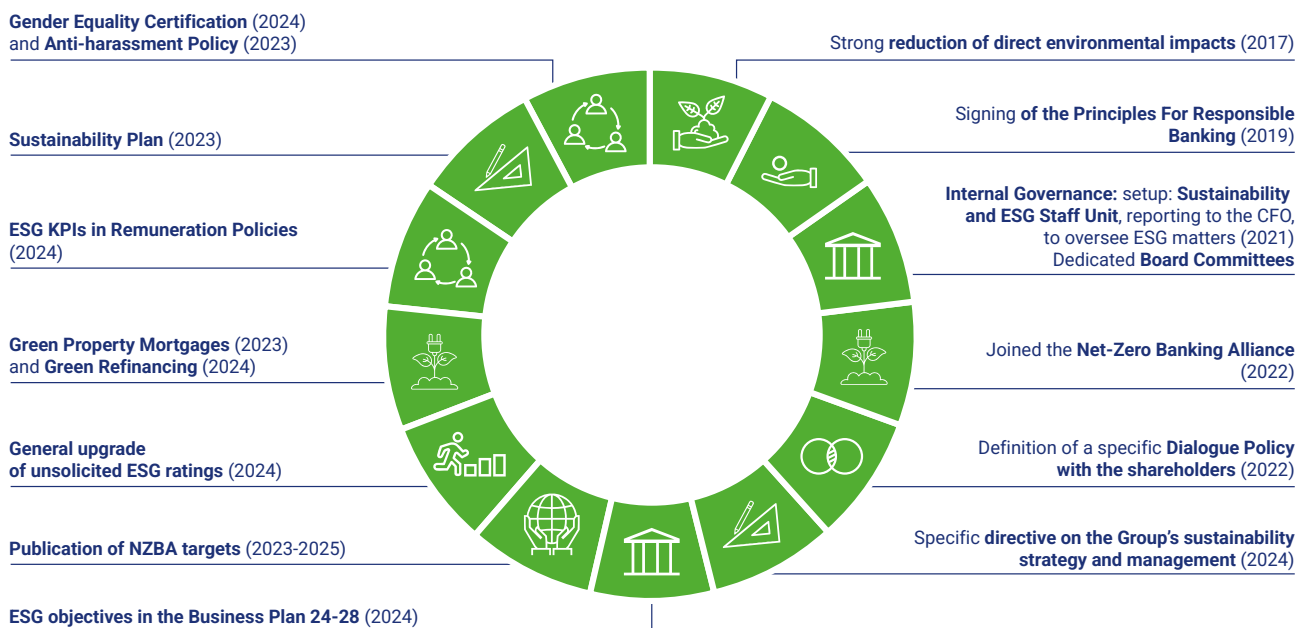 Gender Equality Certification (2024)
and Anti-harassment Policy (2023)
Sustainability Plan (2023)
ESG KPIs in Remuneration Policies
(2024)
Green Property Mortgages (2023)
and Green Refinancing (2024)
General upgrade
of unsolicited ESG ratings (2024)
Publication of NZBA targets (2023-2025)
ESG objectives in the Business Plan 24-28 (2024)
Strong reduction of direct environmental impacts (2017)
Signing of the Principles For Responsible
Banking (2019)
Internal Governance: setup: Sustainability
and ESG Staff Unit, reporting to the CFO,
to oversee ESG matters (2021)
Dedicated Board Committees
Joined the Net-Zero Banking Alliance
(2022)
Definition of a specific Dialogue Policy
with the shareholders (2022)
Specific directive on the Group's sustainability
strategy and management (2024)